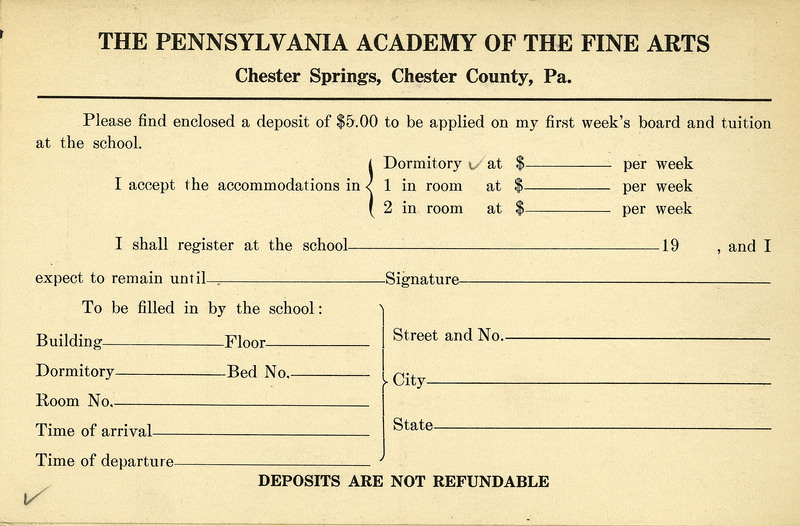 THE PENNSYLVANIA ACADEMY OF THE FINE ARTS
Chester Springs, Chester County, Pa.
Please find enclosed a deposit of $5.00 to be applied on my first week's board and tuition
at the school.
I accept the accommodations in
Dormitory ✓ at $ per week
1 in room at $ per week
2 in room at $ per week
I shall register at the school 19 , and I
expect to remain until Signature
To be filled in by the school:
Building Floor
Dormitory Bed No.
Room No.
Time of arrival
Time of departure
Street and No.
City
State
DEPOSITS ARE NOT REFUNDABLE